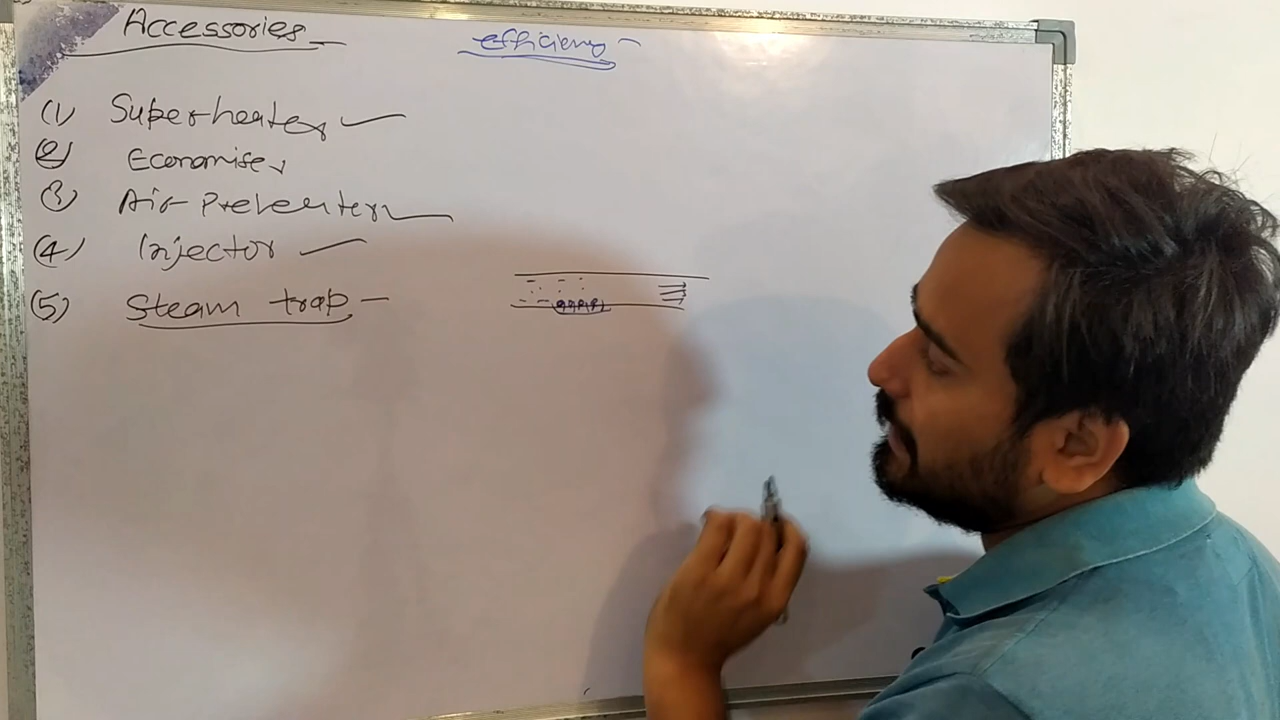 Accessories
efficiency
(1) Superheater
(2) Economiser
(3) Air Preheater
(4) Injector
(5) Steam trap